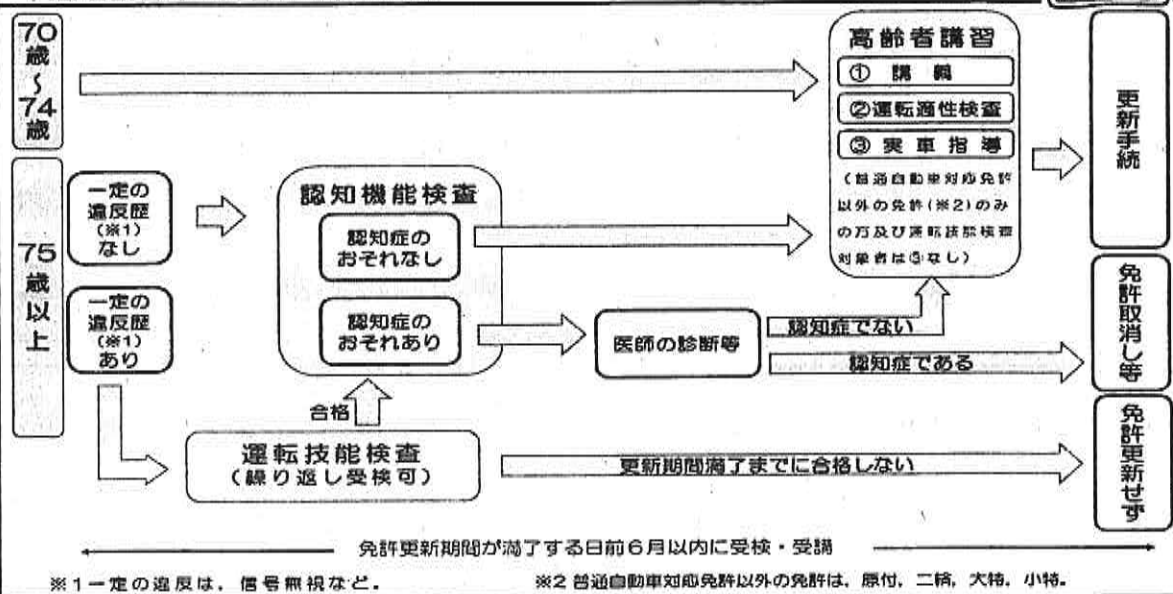 70歳～74歳
高齢者講習
① 講義
②運転適性検査
③ 実車指導
(普通自動車対応免許
以外の免許(※2)のみ
の方及び運転技能検査
対象者は③なし)
更新手続
75歳以上
一定の
違反歴
(※1)
なし
認知機能検査
認知症の
おそれなし
一定の
違反歴
(※1)
あり
認知症の
おそれあり
医師の診断等
認知症でない
認知症である
免許取消し等
合格
運転技能検査
(繰り返し受検可)
更新期間満了までに合格しない
免許更新せず
免許更新期間が満了する日前6月以内に受検・受講
※1一定の違反は、信号無視など。
※2 普通自動車対応免許以外の免許は、原付、二輪、大特、小特。